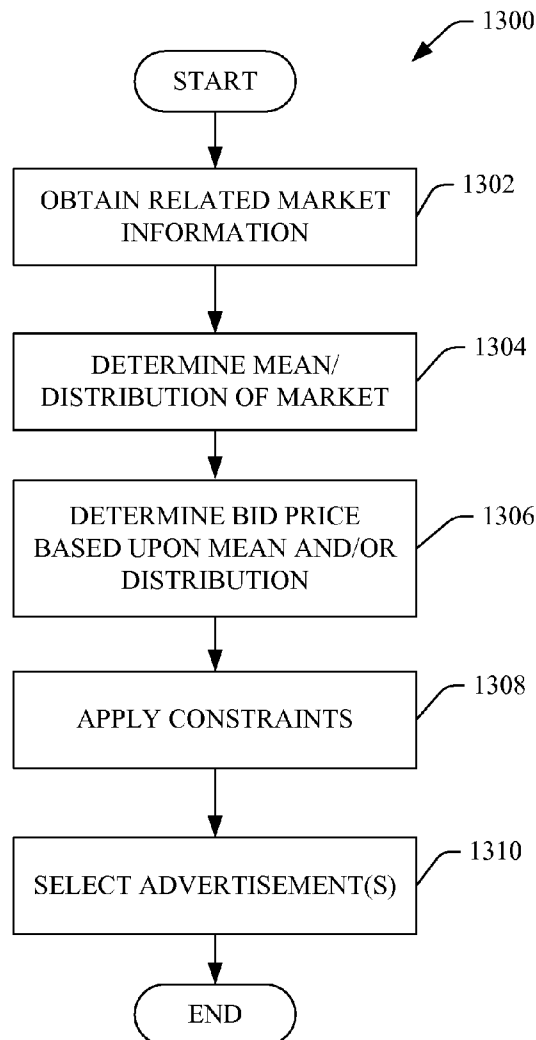 1300
START
OBTAIN RELATED MARKET
INFORMATION
1302
DETERMINE MEAN/
DISTRIBUTION OF MARKET
1304
DETERMINE BID PRICE
BASED UPON MEAN AND/OR
DISTRIBUTION
1306
APPLY CONSTRAINTS
1308
SELECT ADVERTISEMENT(S)
1310
END